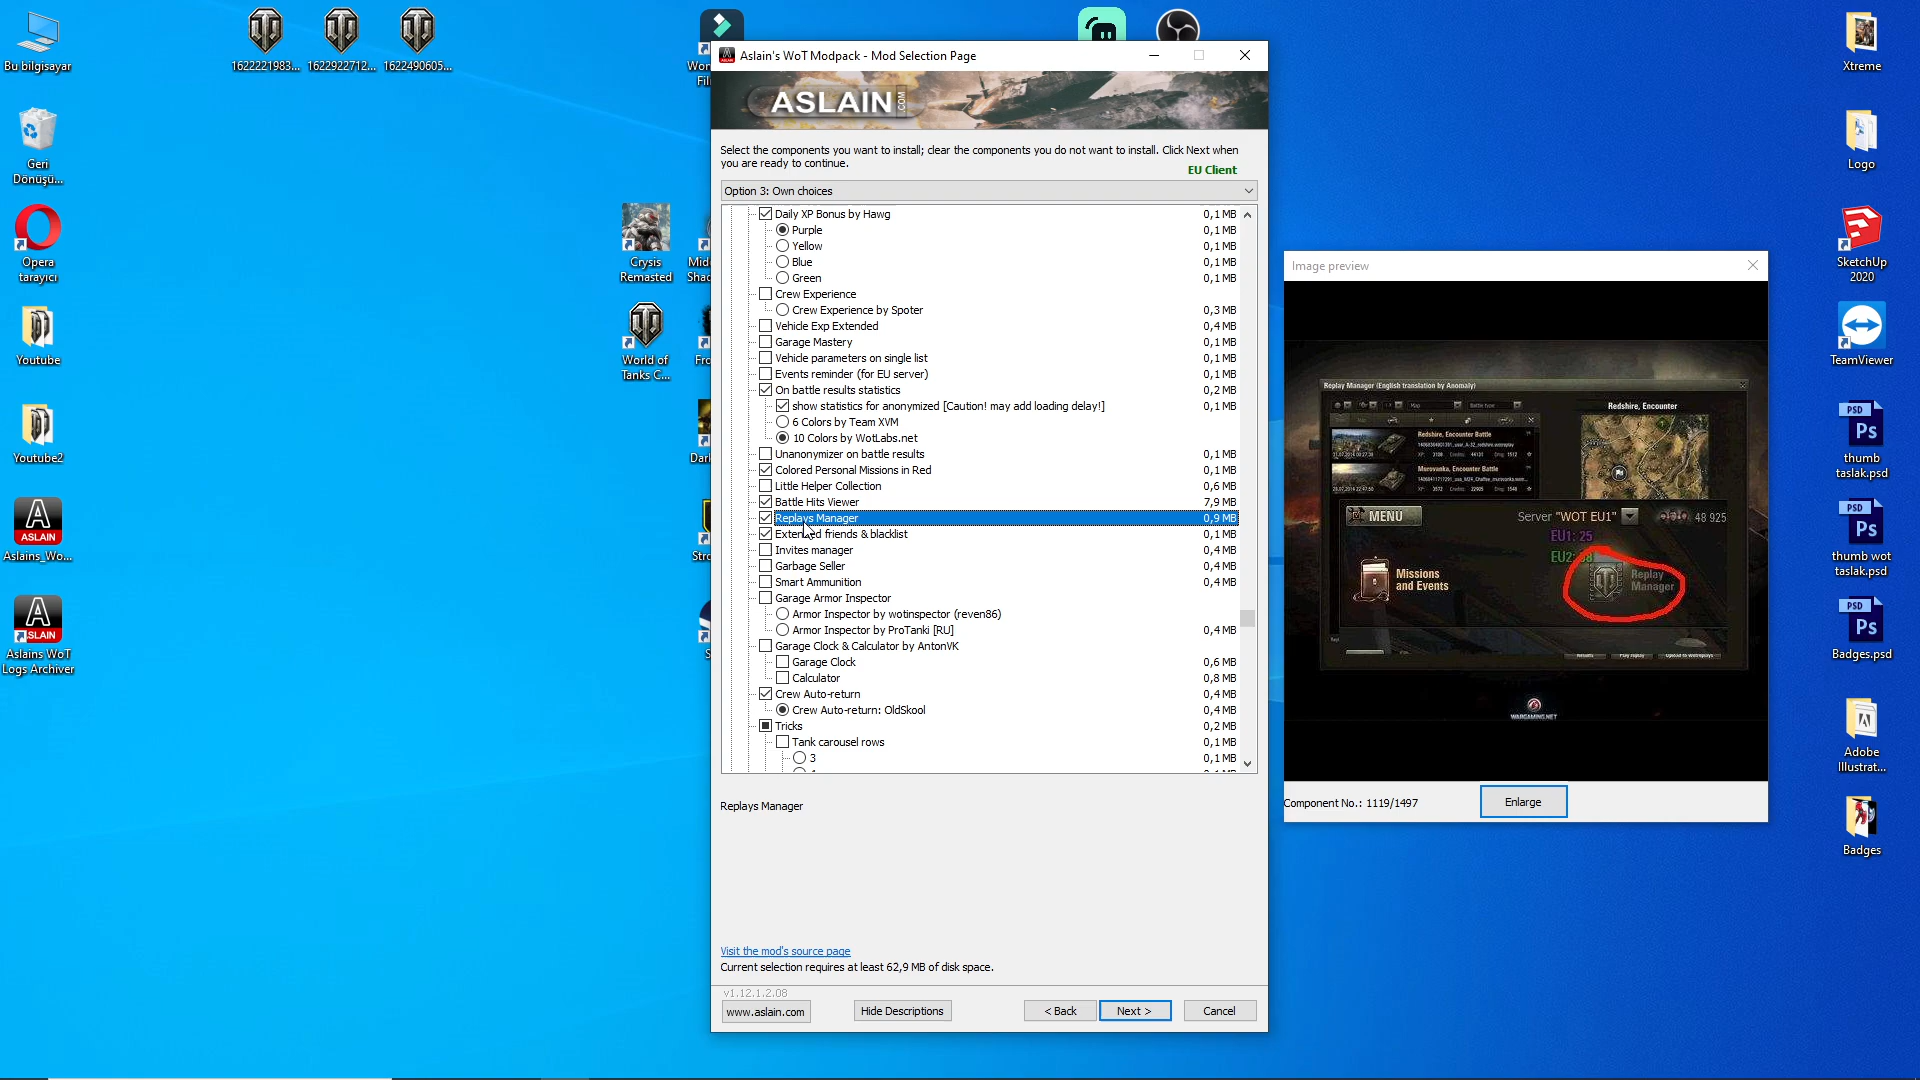 Bu bilgisayar
1622221983...
1622922712...
1622490605...
Xtreme
Geri
Dönüşü...
Logo
Opera
tarayıcı
Crysis
Remasted
SketchUp
2020
Youtube
World of
Tanks C...
TeamViewer
Youtube2
thumb
taslak.psd
Aslains_Wo...
thumb wot
taslak.psd
Aslains WoT
Logs Archiver
Badges.psd
Adobe
Illustrat...
Badges
Aslain's WoT Modpack - Mod Selection Page
ASLAIN.COM
Select the components you want to install; clear the components you do not want to install. Click Next when
you are ready to continue.
EU Client
Option 3: Own choices
Daily XP Bonus by Hawg 0,1 MB
Purple 0,1 MB
Yellow 0,1 MB
Blue 0,1 MB
Green 0,1 MB
Crew Experience
Crew Experience by Spoter 0,3 MB
Vehicle Exp Extended 0,4 MB
Garage Mastery 0,1 MB
Vehicle parameters on single list 0,1 MB
Events reminder (for EU server) 0,1 MB
On battle results statistics 0,2 MB
show statistics for anonymized [Caution! may add loading delay!] 0,1 MB
6 Colors by Team XVM
10 Colors by WotLabs.net
Unanonymizer on battle results 0,1 MB
Colored Personal Missions in Red 0,1 MB
Little Helper Collection 0,6 MB
Battle Hits Viewer 7,9 MB
Replays Manager 0,9 MB
Extended friends & blacklist 0,1 MB
Invites manager 0,4 MB
Garbage Seller 0,4 MB
Smart Ammunition 0,4 MB
Garage Armor Inspector
Armor Inspector by wotinspector (reven86)
Armor Inspector by ProTanki [RU] 0,4 MB
Garage Clock & Calculator by AntonVK
Garage Clock 0,6 MB
Calculator 0,8 MB
Crew Auto-return 0,4 MB
Crew Auto-return: OldSkool 0,4 MB
Tricks 0,2 MB
Tank carousel rows 0,1 MB
3 0,1 MB
Replays Manager
Visit the mod's source page
Current selection requires at least 62,9 MB of disk space.
v1.12.1.2.08
www.aslain.com
Hide Descriptions
< Back
Next >
Cancel
Image preview
Replay Manager (English translation by Anomaly)
Map
Battle type
Redshire, Encounter
Redshire, Encounter Battle
Murovanka, Encounter Battle
MENU
Server "WOT EU1"
48 925
EU1: 25
EU2:
Missions
and Events
Replay
Manager
WARGAMING.NET
Component No.: 1119/1497
Enlarge